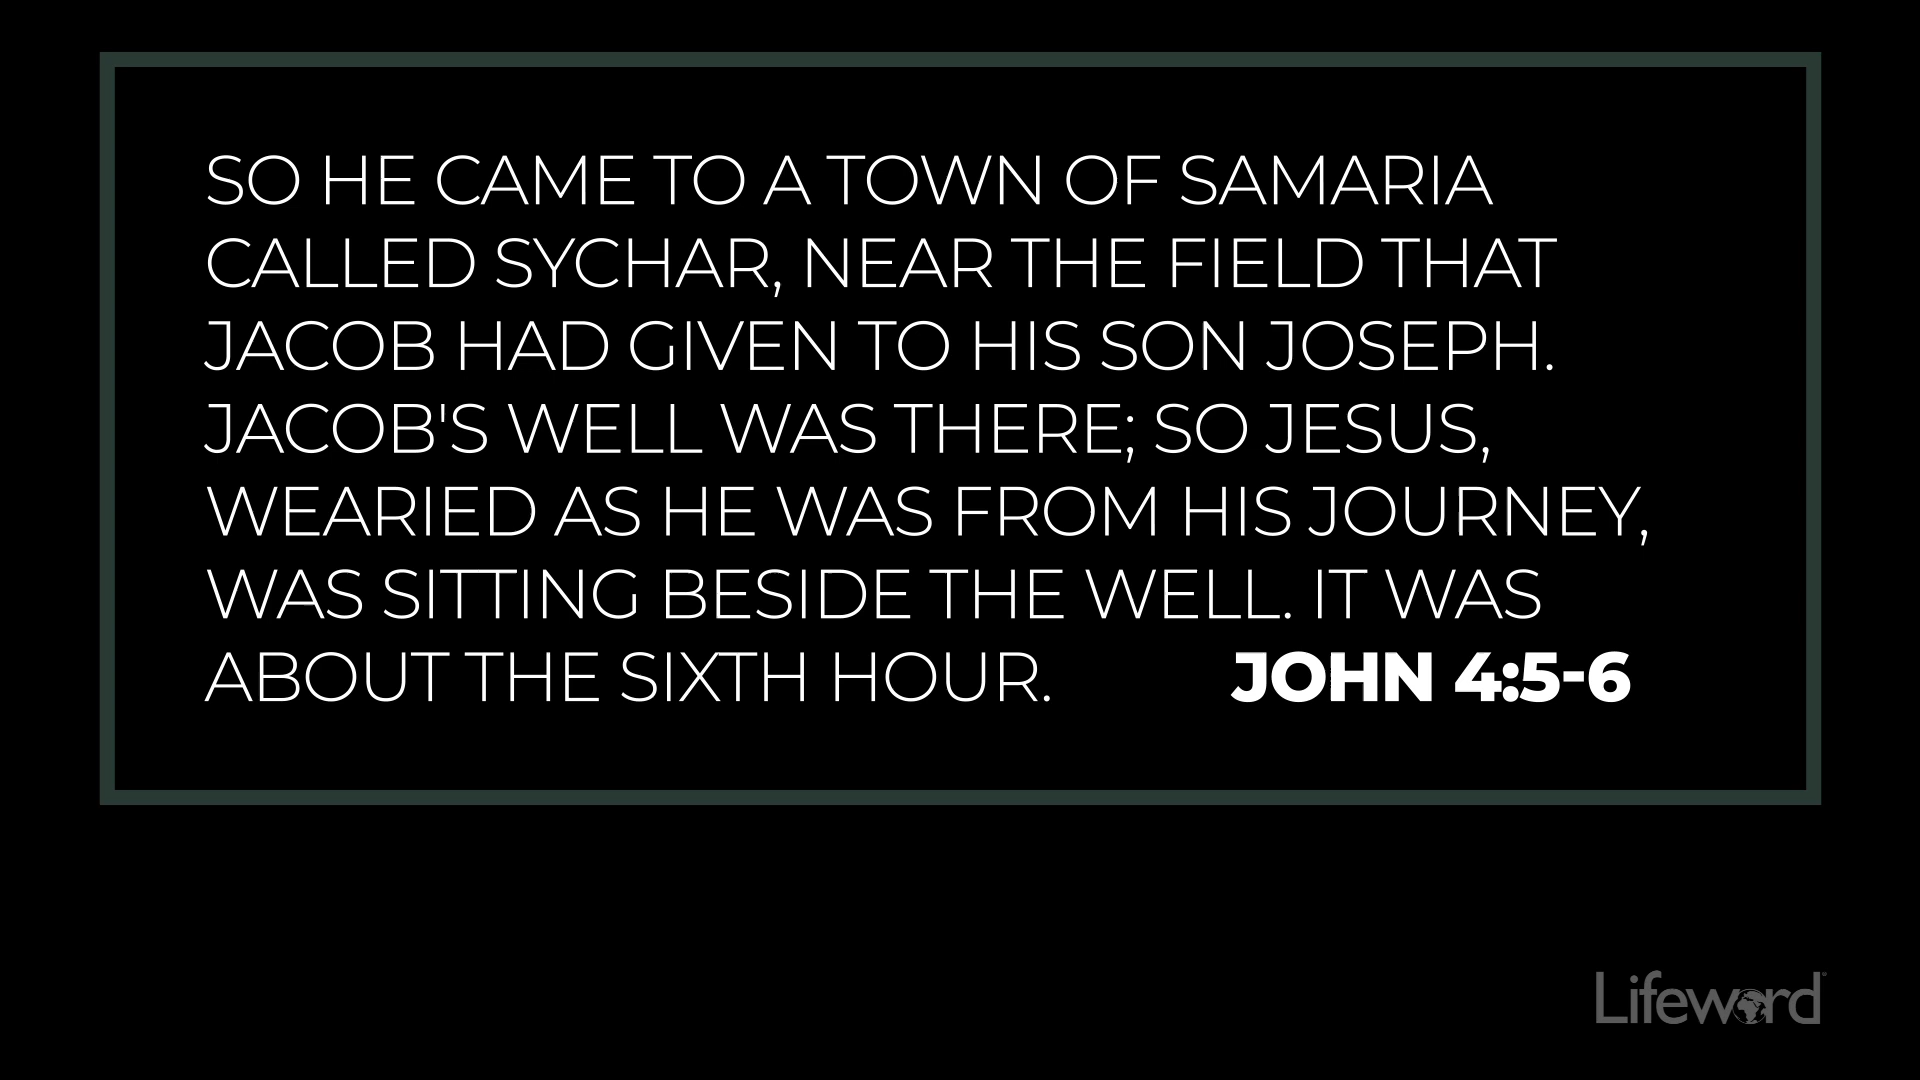 SO HE CAME TO A TOWN OF SAMARIA
CALLED SYCHAR, NEAR THE FIELD THAT
JACOB HAD GIVEN TO HIS SON JOSEPH.
JACOB'S WELL WAS THERE; SO JESUS,
WEARIED AS HE WAS FROM HIS JOURNEY,
WAS SITTING BESIDE THE WELL. IT WAS
ABOUT THE SIXTH HOUR. JOHN 4:5-6
Lifeword